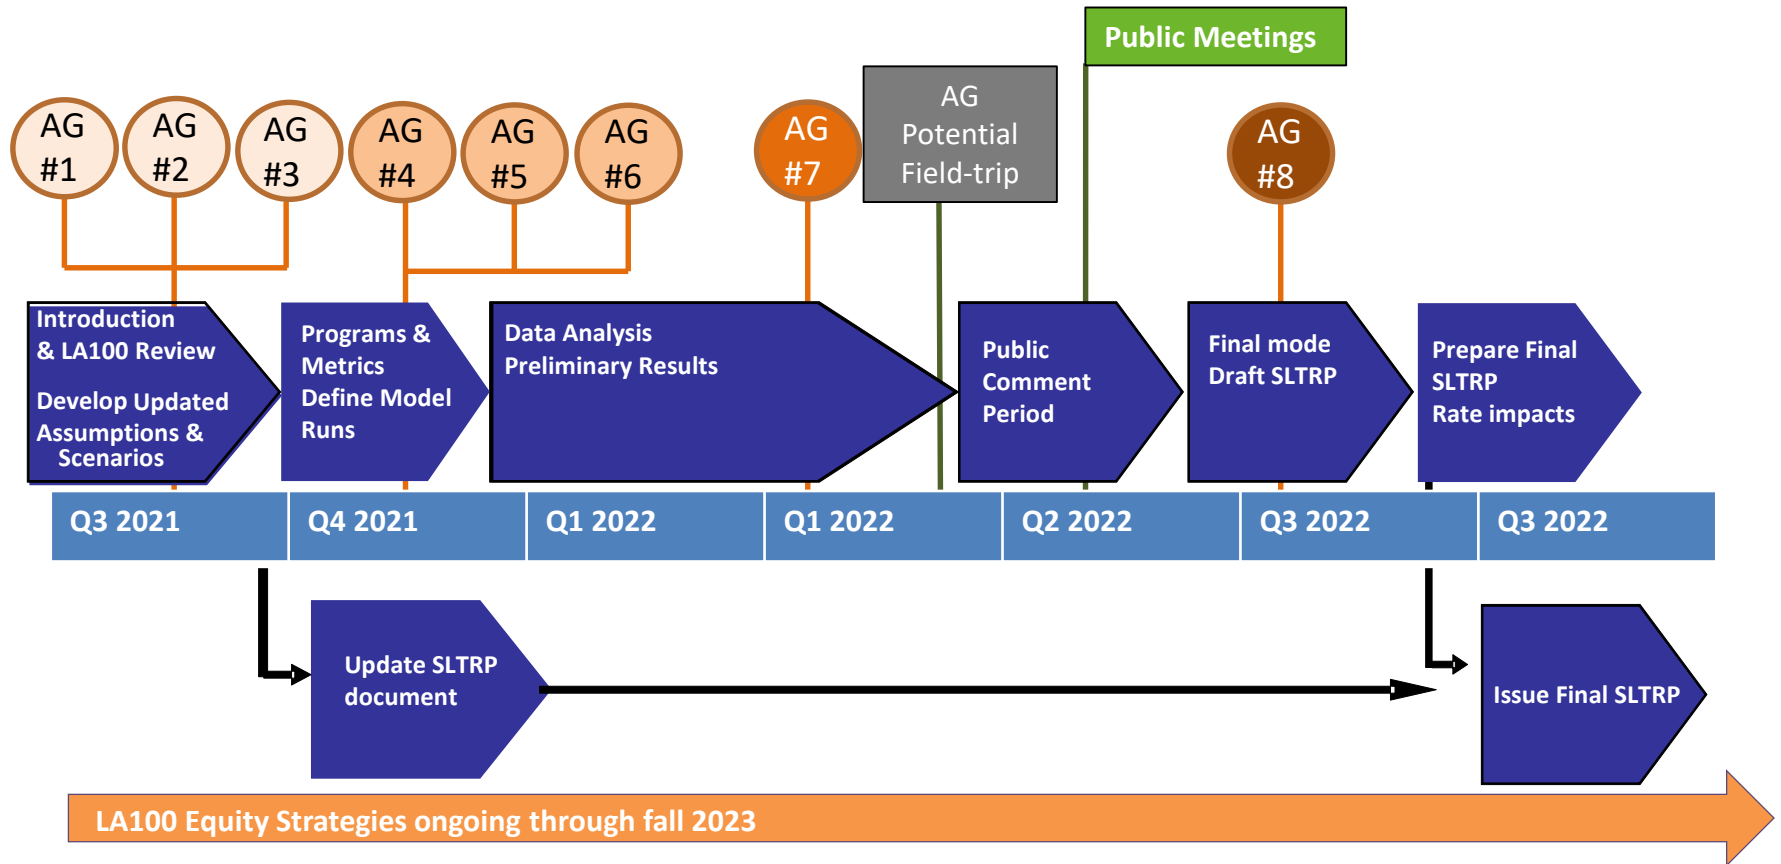 Public Meetings
AG
Potential
Field-trip
AG
#1
AG
#2
AG
#3
AG
#4
AG
#5
AG
#6
AG
#7
AG
#8
Introduction
& LA100 Review
Develop Updated
Assumptions &
Scenarios
Programs &
Metrics
Define Model
Runs
Data Analysis
Preliminary Results
Public
Comment
Period
Final mode
Draft SLTRP
Prepare Final
SLTRP
Rate impacts
Q3 2021
Q4 2021
Q1 2022
Q1 2022
Q2 2022
Q3 2022
Q3 2022
Update SLTRP
document
Issue Final SLTRP
LA100 Equity Strategies ongoing through fall 2023